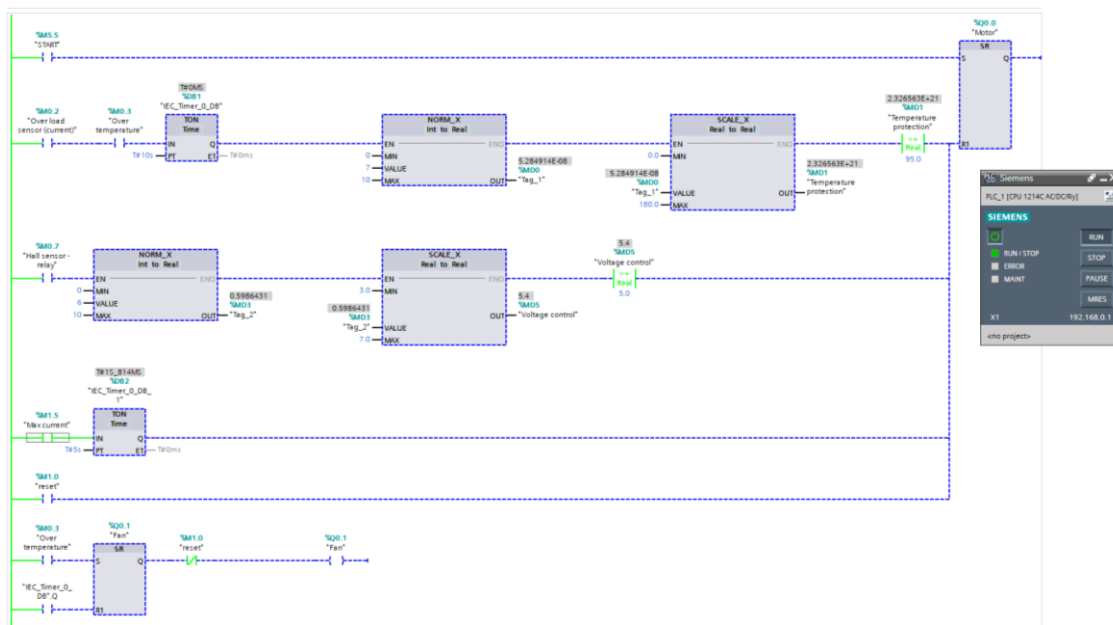 %Q0.0
"Motor"
SR
S
Q
R1
%M5.5
"START"
%M0.2
"Over load
sensor (current)"
%M0.3
"Over
temperature"
T#0MS
%DB1
"IEC_Timer_0_DB"
TON
Time
IN
Q
T#10s
PT
ET
T#0ms
NORM_X
Int to Real
EN
ENO
0
MIN
7
VALUE
10
MAX
OUT
5.284914E-08
%MD0
"Tag_1"
SCALE_X
Real to Real
EN
ENO
0.0
MIN
5.284914E-08
%MD0
"Tag_1"
VALUE
180.0
MAX
OUT
2.326563E+21
%MD1
"Temperature
protection"
2.326563E+21
%MD1
"Temperature
protection"
Real
95.0
%M0.7
"Hall sensor -
relay"
NORM_X
Int to Real
EN
ENO
0
MIN
6
VALUE
10
MAX
OUT
0.5986431
%MD3
"Tag_2"
SCALE_X
Real to Real
EN
ENO
3.0
MIN
0.5986431
%MD3
"Tag_2"
VALUE
7.0
MAX
OUT
5.4
%MD5
"Voltage control"
5.4
%MD5
"Voltage control"
Real
5.0
Siemens
PLC_1 [CPU 1214C AC/DC/Rly]
SIEMENS
RUN / STOP
ERROR
MAINT
RUN
STOP
PAUSE
MRES
X1
192.168.0.1
<no project>
T#1S_814MS
%DB2
"IEC_Timer_0_DB_
1"
%M1.5
"Max current"
TON
Time
IN
Q
T#5s
PT
ET
T#0ms
%M1.0
"reset"
%M0.3
"Over
temperature"
%Q0.1
"Fan"
SR
S
Q
%M1.0
"reset"
%Q0.1
"Fan"
"IEC_Timer_0_
DB".Q
R1